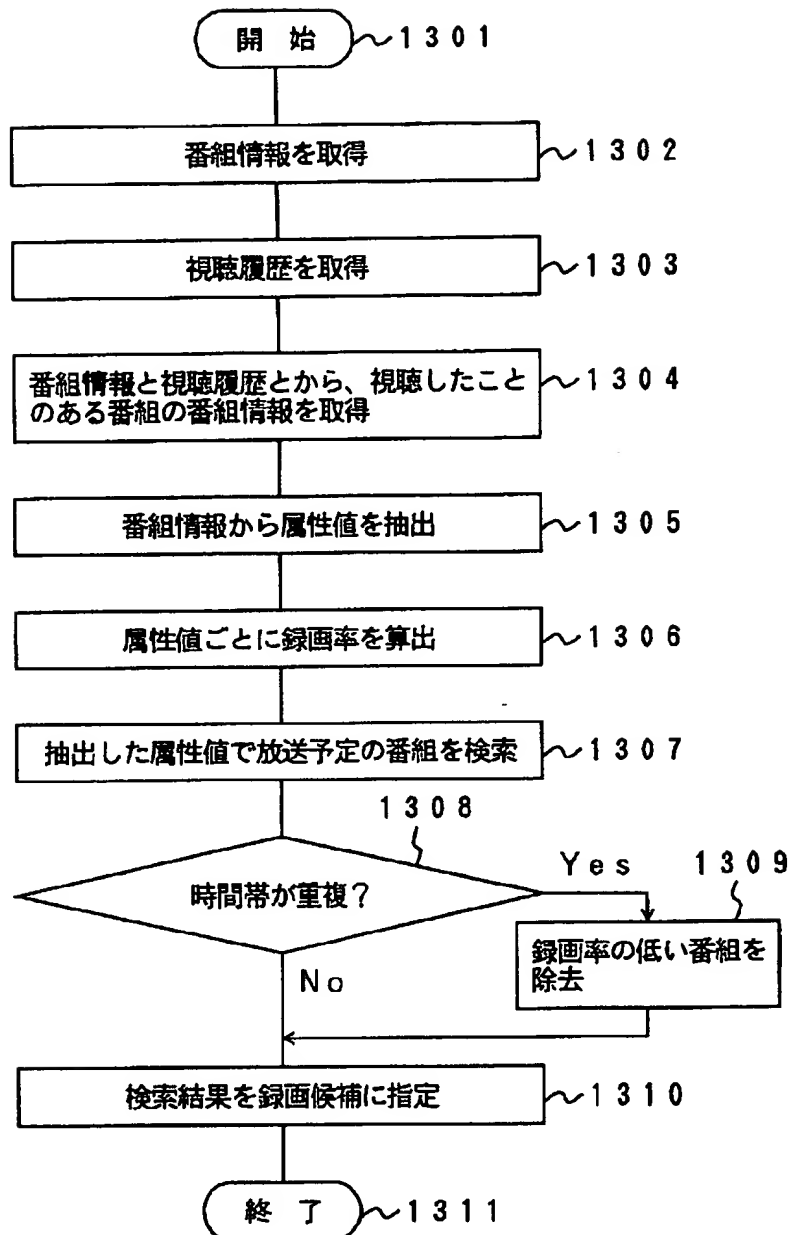 開始 1301
番組情報を取得 1302
視聴履歴を取得 1303
番組情報と視聴履歴とから、視聴したこと 1304
のある番組の番組情報を取得
番組情報から属性値を抽出 1305
属性値ごとに録画率を算出 1306
抽出した属性値で放送予定の番組を検索 1307
1308
時間帯が重複?
Yes
1309
録画率の低い番組を
除去
No
検索結果を録画候補に指定 1310
終了 1311